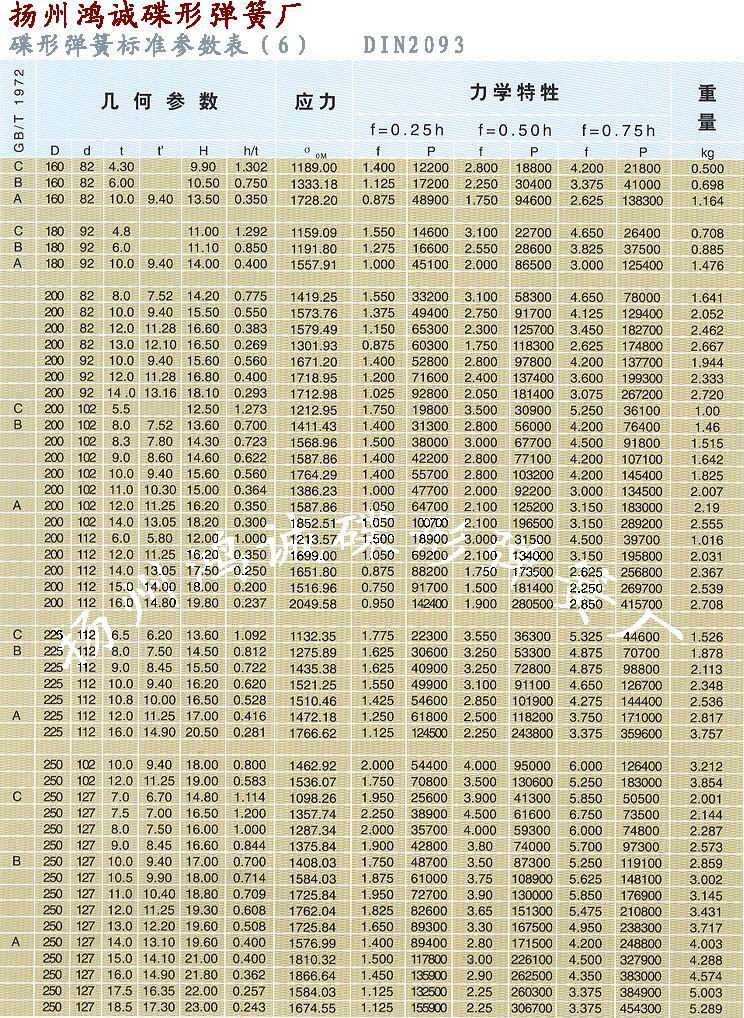 扬州鸿诚碟形弹簧厂
碟形弹簧标准参数表（6） DIN2093
GB/T 1972 几何参数 应力 力学特牲 重量
f=0.25h f=0.50h f=0.75h
D d t t' H h/t σ0M f P f P f P kg
C 160 82 4.30 9.90 1.302 1189.00 1.400 12200 2.800 18800 4.200 21800 0.500
B 160 82 6.00 10.50 0.750 1333.18 1.125 17200 2.250 30400 3.375 41000 0.698
A 160 82 10.0 9.40 13.50 0.350 1728.20 0.875 48900 1.750 94600 2.625 138300 1.164
C 180 92 4.8 11.00 1.292 1159.09 1.550 14600 3.100 22700 4.650 26400 0.708
B 180 92 6.0 11.10 0.850 1191.80 1.275 16600 2.550 28600 3.825 37500 0.885
A 180 92 10.0 9.40 14.00 0.400 1557.91 1.000 45100 2.000 86500 3.000 125400 1.476
200 82 8.0 7.52 14.20 0.775 1419.25 1.550 33200 3.100 58300 4.650 78000 1.641
200 82 10.0 9.40 15.50 0.550 1573.76 1.375 49400 2.750 91700 4.125 129400 2.052
200 82 12.0 11.28 16.60 0.383 1579.49 1.150 65300 2.300 125700 3.450 182700 2.462
200 82 13.0 12.10 16.50 0.269 1301.93 0.875 60300 1.750 118300 2.625 174800 2.667
200 92 10.0 9.40 15.60 0.560 1671.20 1.400 52800 2.800 97800 4.200 137700 1.944
200 92 12.0 11.28 16.80 0.400 1718.95 1.200 71600 2.400 137400 3.600 199300 2.333
200 92 14.0 13.16 18.10 0.293 1712.98 1.025 92800 2.050 181400 3.075 267200 2.720
C 200 102 5.5 12.50 1.273 1212.95 1.750 19800 3.500 30900 5.250 36100 1.00
B 200 102 8.0 7.52 13.60 0.700 1411.43 1.400 31300 2.800 56000 4.200 76400 1.46
200 102 8.3 7.80 14.30 0.723 1568.96 1.500 38000 3.000 67700 4.500 91800 1.515
200 102 9.0 8.60 14.60 0.622 1587.86 1.400 42200 2.800 77100 4.200 107100 1.642
200 102 10.0 9.40 15.60 0.560 1764.29 1.400 55700 2.800 103200 4.200 145400 1.825
200 102 11.0 10.30 15.00 0.364 1386.23 1.000 47700 2.000 92200 3.000 134500 2.007
A 200 102 12.0 11.25 16.20 0.350 1587.86 1.050 64700 2.100 125200 3.150 183000 2.19
200 102 14.0 13.05 18.20 0.300 1852.51 1.050 100700 2.100 196500 3.150 289200 2.555
200 112 6.0 5.80 12.00 1.000 1213.57 1.500 18900 3.000 31500 4.500 39700 1.016
200 112 12.0 11.25 16.20 0.350 1699.00 1.050 69200 2.100 134000 3.150 195800 2.031
200 112 14.0 13.05 17.50 0.250 1651.80 0.875 88200 1.750 173500 2.625 256800 2.367
200 112 15.0 14.00 18.00 0.200 1516.96 0.750 91700 1.500 181400 2.250 269700 2.539
200 112 16.0 14.80 19.80 0.237 2049.58 0.950 142400 1.900 280500 2.850 415700 2.708
C 225 112 6.5 6.20 13.60 1.092 1132.35 1.775 22300 3.550 36300 5.325 44600 1.526
B 225 112 8.0 7.50 14.50 0.812 1275.89 1.625 30600 3.250 53300 4.875 70700 1.878
225 112 9.0 8.45 15.50 0.722 1435.38 1.625 40900 3.250 72800 4.875 98800 2.113
225 112 10.0 9.40 16.20 0.620 1521.25 1.550 49900 3.100 91100 4.650 126700 2.348
225 112 10.8 10.00 16.50 0.528 1510.46 1.425 54600 2.850 101900 4.275 144400 2.536
A 225 112 12.0 11.25 17.00 0.416 1472.18 1.250 61800 2.500 118200 3.750 171000 2.817
225 112 16.0 14.90 20.50 0.281 1766.62 1.125 124500 2.250 243800 3.375 359600 3.757
250 102 10.0 9.40 18.00 0.800 1462.92 2.000 54400 4.000 95000 6.000 126400 3.212
250 102 12.0 11.25 19.00 0.583 1536.07 1.750 70800 3.500 130600 5.250 183000 3.854
C 250 127 7.0 6.70 14.80 1.114 1098.26 1.950 25600 3.900 41300 5.850 50500 2.001
250 127 7.5 7.00 16.50 1.200 1357.74 2.250 38900 4.500 61600 6.750 73500 2.144
250 127 8.0 7.50 16.00 1.000 1287.34 2.000 35700 4.000 59300 6.000 74800 2.287
250 127 9.0 8.45 16.60 0.844 1375.84 1.900 42800 3.80 74000 5.700 97300 2.573
B 250 127 10.0 9.40 17.00 0.700 1408.03 1.750 48700 3.50 87300 5.250 119100 2.859
250 127 10.5 9.90 18.00 0.714 1584.03 1.875 61000 3.75 108900 5.625 148100 3.002
250 127 11.0 10.40 18.80 0.709 1725.84 1.950 72700 3.90 130000 5.850 176900 3.145
250 127 12.0 11.25 19.30 0.608 1762.04 1.825 82600 3.65 151300 5.475 210800 3.431
250 127 13.0 12.20 19.60 0.508 1725.84 1.650 89300 3.30 167500 4.950 238300 3.717
A 250 127 14.0 13.10 19.60 0.400 1576.99 1.400 89400 2.80 171500 4.200 248800 4.003
250 127 15.0 14.10 21.00 0.400 1810.32 1.500 117800 3.00 226100 4.500 327900 4.288
250 127 16.0 14.90 21.80 0.362 1866.64 1.450 135900 2.90 262500 4.350 383000 4.574
250 127 17.5 16.35 22.00 0.257 1584.03 1.125 132500 2.25 260300 3.375 384900 5.003
250 127 18.5 17.30 23.00 0.243 1674.55 1.125 155900 2.25 306700 3.375 454300 5.289